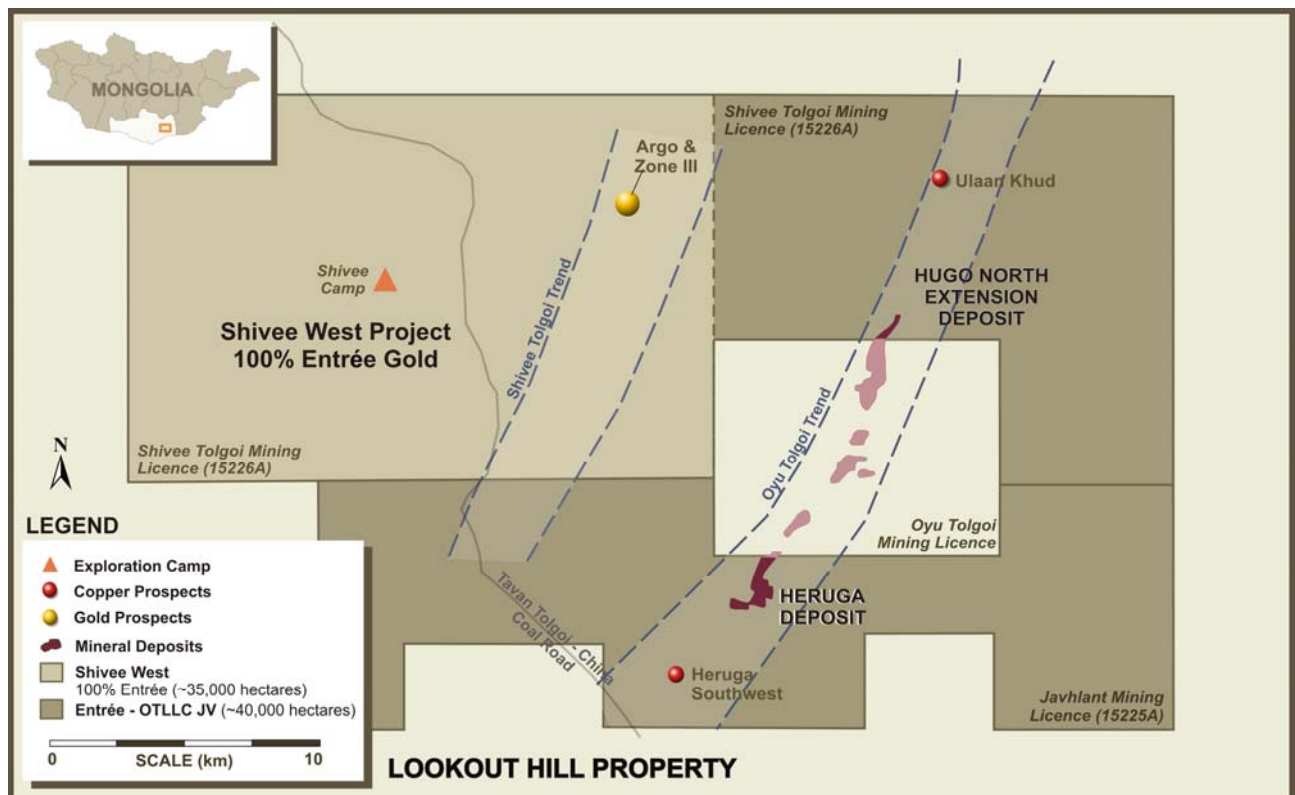 MONGOLIA
Shivee Tolgoi Mining
Licence (15226A)
Argo &
Zone III
Ulaan Khud
Shivee
Camp
Shivee Tolgoi Trend
HUGO NORTH
EXTENSION
DEPOSIT
Shivee West Project
100% Entrée Gold
Oyu Tolgoi Trend
Shivee Tolgoi Mining
Licence (15226A)
N
Oyu Tolgoi
Mining Licence
LEGEND
Exploration Camp
Copper Prospects
Gold Prospects
Mineral Deposits
Shivee West
100% Entrée (~35,000 hectares)
Entrée - OTLLC JV (~40,000 hectares)
0 SCALE (km) 10
Tavan Tolgoi - China
Coal Road
HERUGA
DEPOSIT
Heruga
Southwest
Javhlant Mining
Licence (15225A)
LOOKOUT HILL PROPERTY